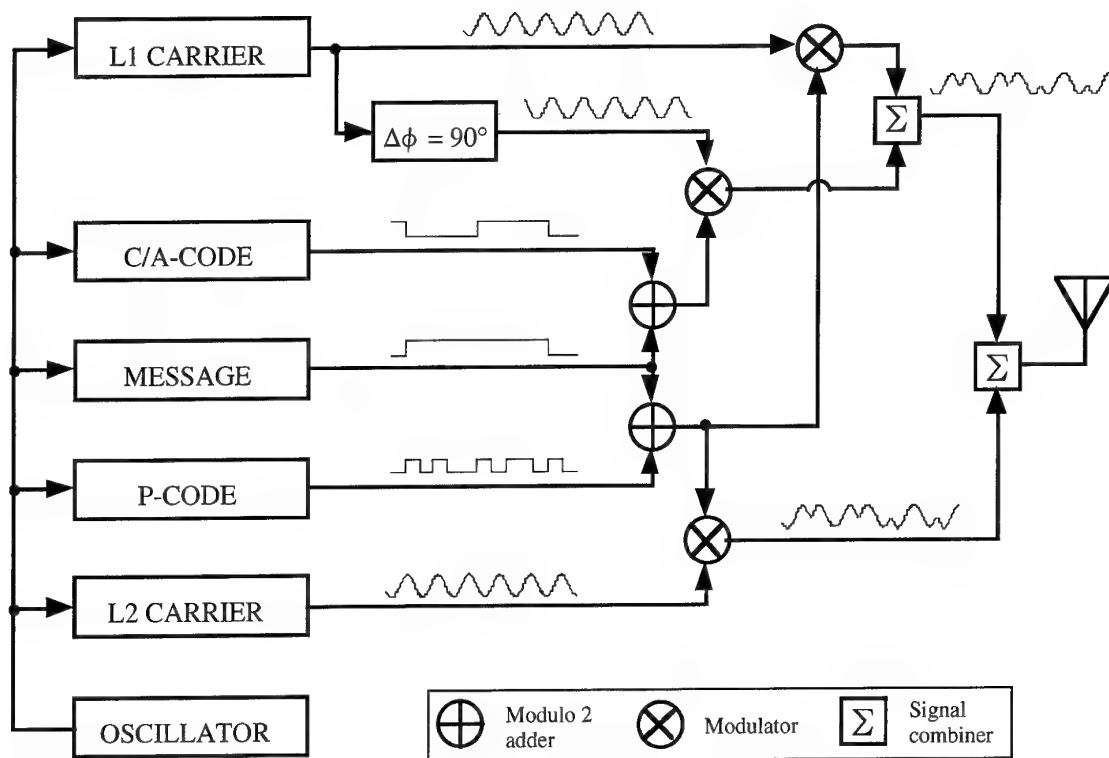 L1 CARRIER
Δϕ = 90°
Σ
C/A-CODE
MESSAGE
Σ
P-CODE
L2 CARRIER
OSCILLATOR
Modulo 2
adder
Modulator
Σ
Signal
combiner